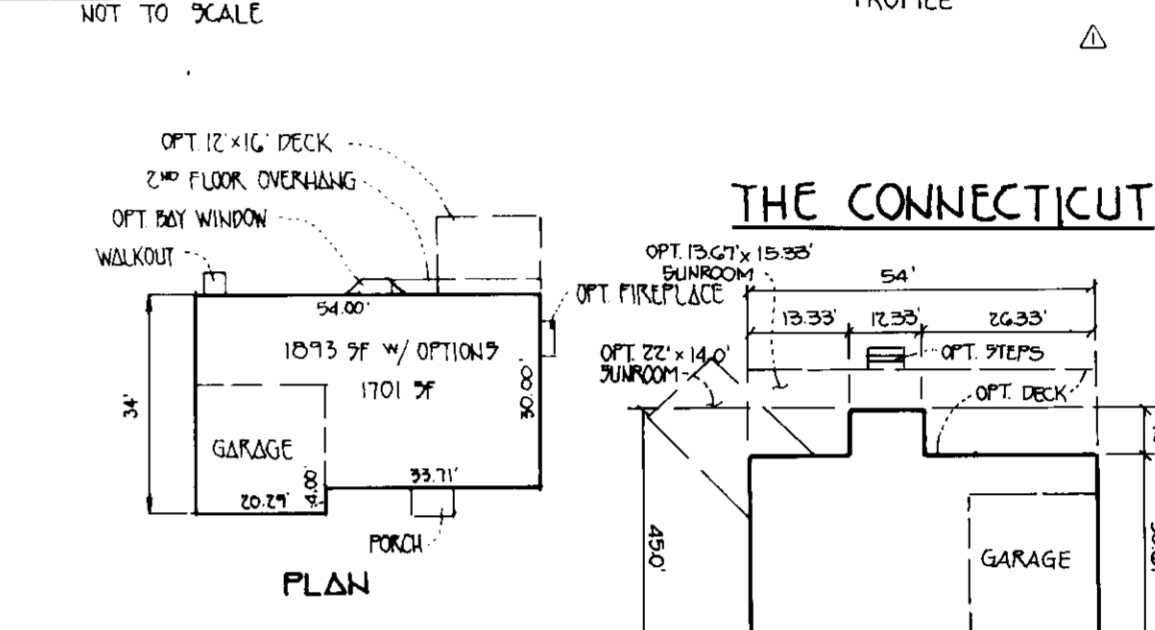 NOT TO SCALE
PROFILE
1
OPT. 12'x16' DECK
2ND FLOOR OVERHANG
OPT. BAY WINDOW
WALKOUT
54.00'
OPT. FIREPLACE
1893 SF W/ OPTIONS
1701 SF
34'
30.00'
GARAGE
4.00'
33.71'
20.29'
PORCH
PLAN
THE CONNECTICUT
OPT. 13.67'x 15.33'
SUNROOM
54'
13.33'
12.33'
26.33'
OPT. 22' x 14.0'
SUNROOM
OPT. STEPS
OPT. DECK
45.0'
GARAGE